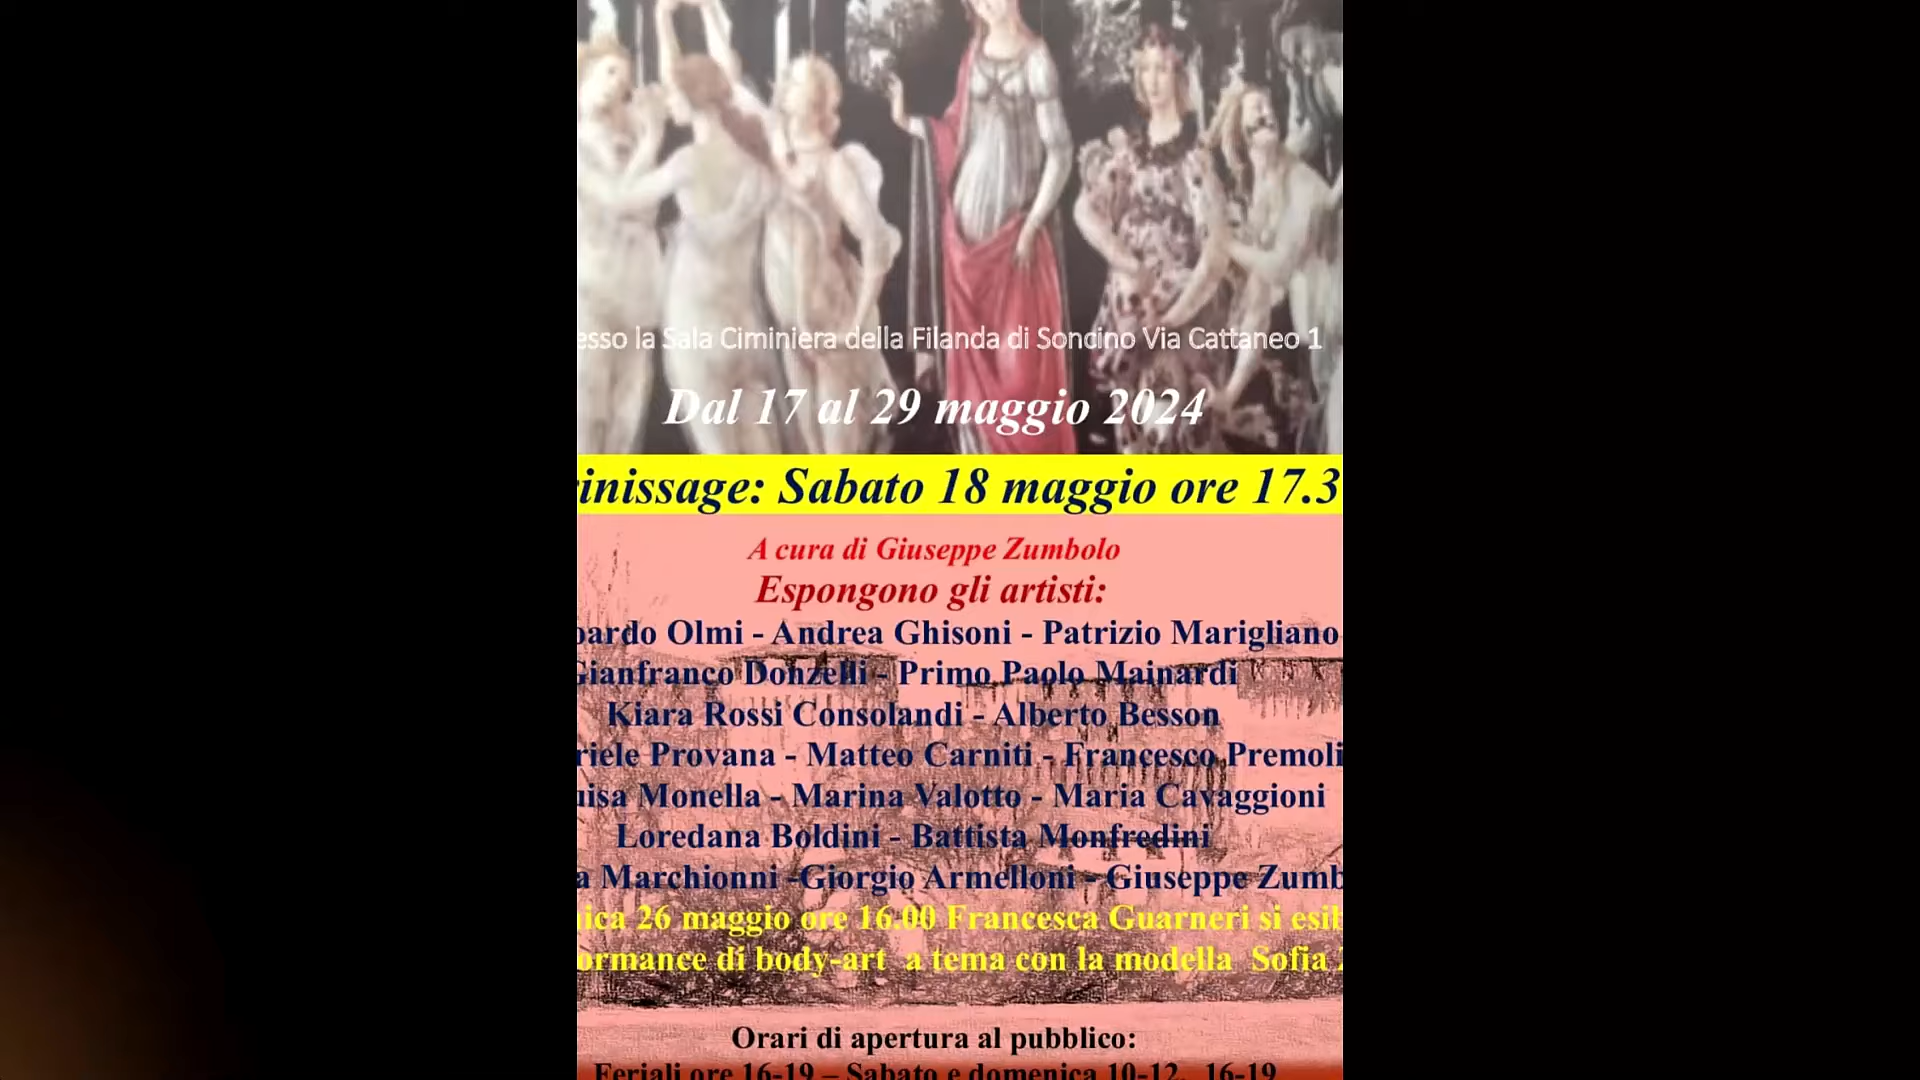 esso la Sala Ciminiera della Filanda di Soncino Via Cattaneo 1
Dal 17 al 29 maggio 2024
inissage: Sabato 18 maggio ore 17.3
A cura di Giuseppe Zumbolo
Espongono gli artisti:
oardo Olmi - Andrea Ghisoni - Patrizio Marigliano
Gianfranco Donzelli - Primo Paolo Mainardi
Kiara Rossi Consolandi - Alberto Besson
riele Provana - Matteo Carniti - Francesco Premoli
uisa Monella - Marina Valotto - Maria Cavaggioni
Loredana Boldini - Battista Monfredini
a Marchionni -Giorgio Armelloni - Giuseppe Zumb
nica 26 maggio ore 16.00 Francesca Guarneri si esib
ormance di body-art a tema con la modella Sofia
Orari di apertura al pubblico:
Feriali ore 16-19 – Sabato e domenica 10-12, 16-19